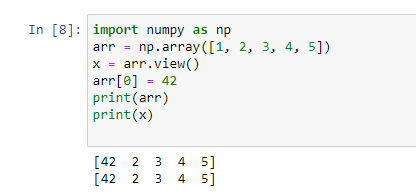 In [8]: import numpy as np
arr = np.array([1, 2, 3, 4, 5])
x = arr.view()
arr[0] = 42
print(arr)
print(x)
[42  2  3  4  5]
[42  2  3  4  5]